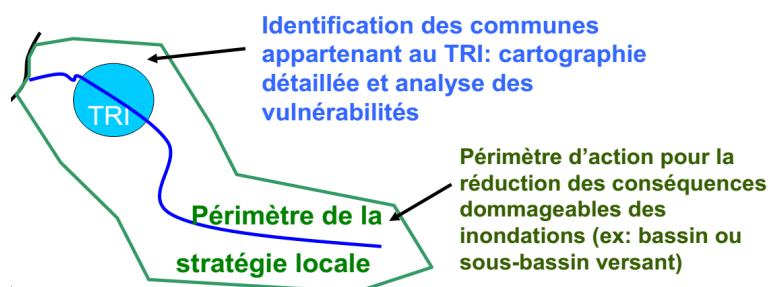 Identification des communes
appartenant au TRI: cartographie
détaillée et analyse des
vulnérabilités
TRI
Périmètre d’action pour la
réduction des conséquences
dommageables des
inondations (ex: bassin ou
sous-bassin versant)
Périmètre de la
stratégie locale